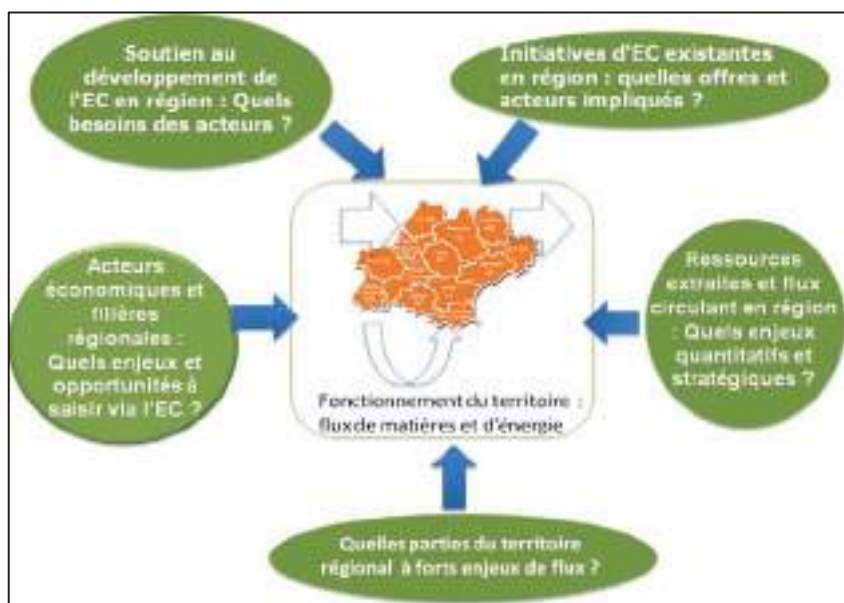 Soutien au
développement de
l'EC en région : Quels
besoins des acteurs ?
Initiatives d'EC existantes
en région : quelles offres et
acteurs impliqués ?
Acteurs
économiques et
filières
régionales :
Quels enjeux et
opportunités à
saisir via l'EC ?
Ressources
extraites et flux
circulant en région
: Quels enjeux
quantitatifs et
stratégiques ?
Fonctionnement du territoire :
flux de matières et d'énergie
Quelles parties du territoire
régional à forts enjeux de flux ?